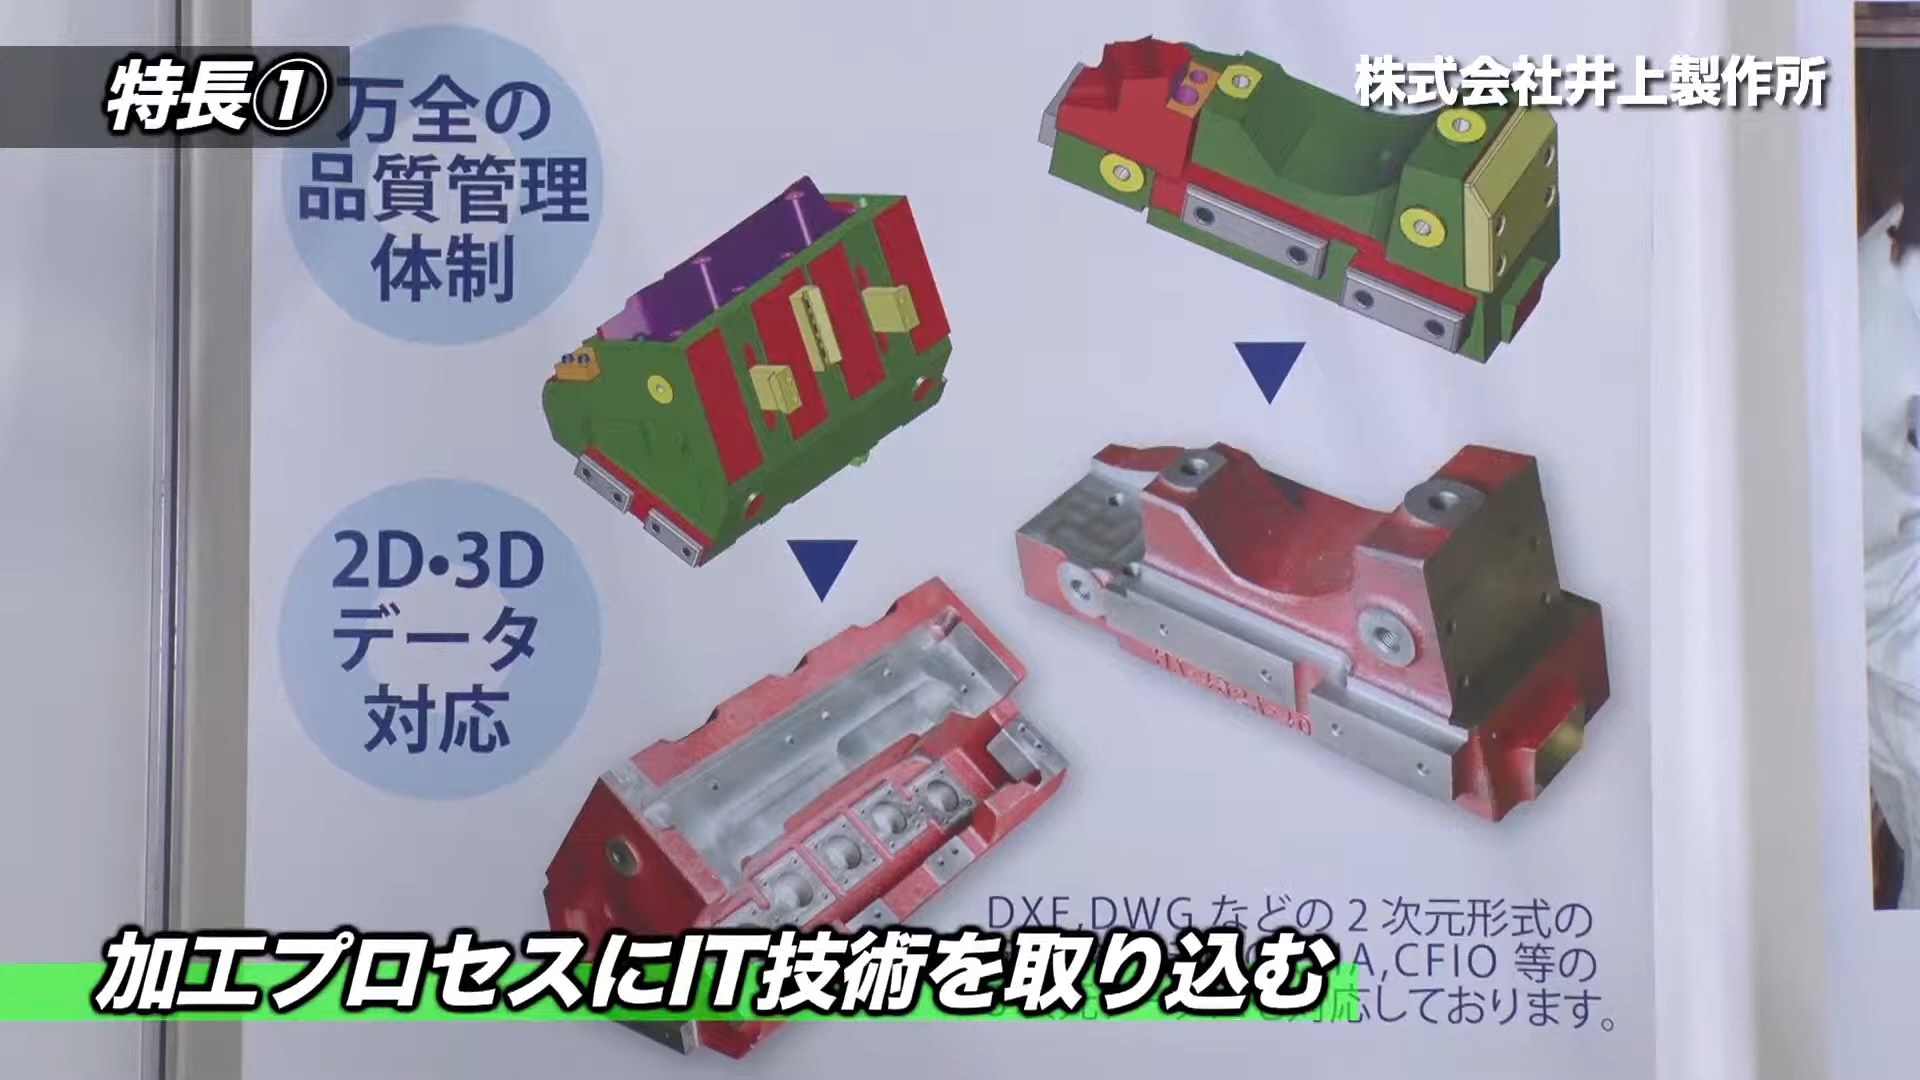 特長①
株式会社井上製作所
万全の
品質管理
体制
2D・3D
データ
対応
DXF,DWG などの 2 次元形式の
A,CFIO 等の
対応しております。
加工プロセスにIT技術を取り込む